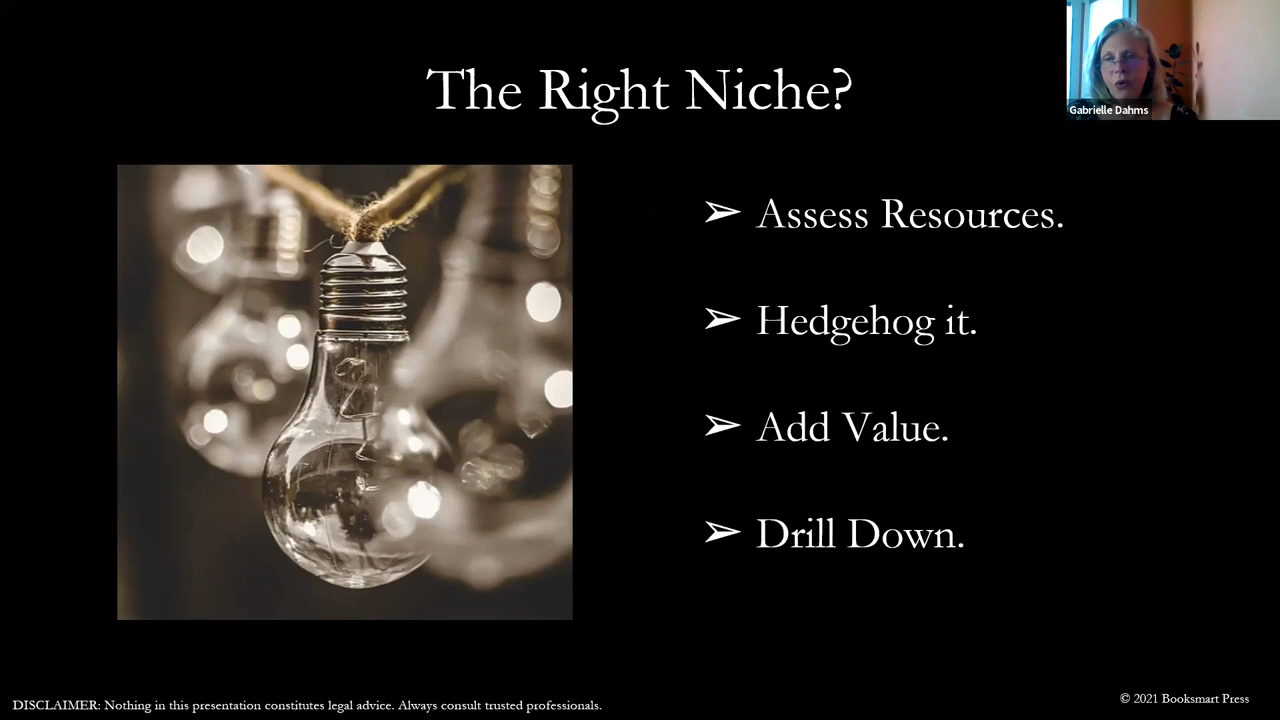 The Right Niche?
Gabrielle Dahms
➢ Assess Resources.
➢ Hedgehog it.
➢ Add Value.
➢ Drill Down.
DISCLAIMER: Nothing in this presentation constitutes legal advice. Always consult trusted professionals.
© 2021 Booksmart Press